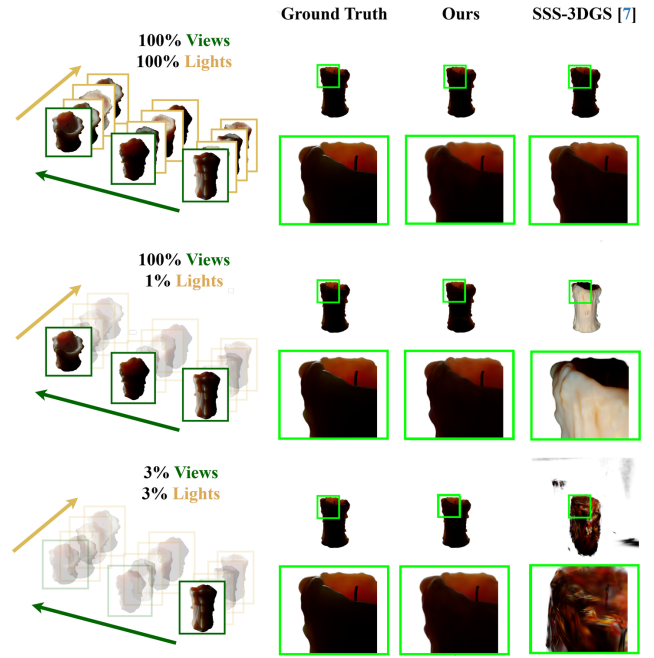 Ground Truth
Ours
SSS-3DGS [7]
100% Views
100% Lights
100% Views
1% Lights
3% Views
3% Lights